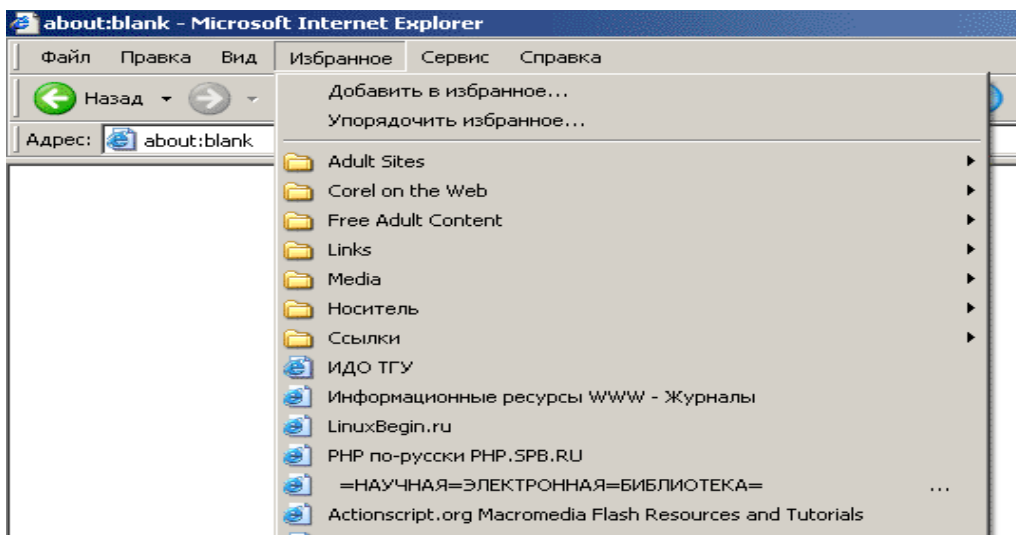 about:blank - Microsoft Internet Explorer
Файл Правка Вид Избранное Сервис Справка
Назад
Добавить в избранное...
Упорядочить избранное...
Адрес: about:blank
Adult Sites
Corel on the Web
Free Adult Content
Links
Media
Носитель
Ссылки
ИДО ТГУ
Информационные ресурсы WWW - Журналы
LinuxBegin.ru
PHP по-русски PHP.SPB.RU
=НАУЧНАЯ=ЭЛЕКТРОННАЯ=БИБЛИОТЕКА= ...
Actionscript.org Macromedia Flash Resources and Tutorials